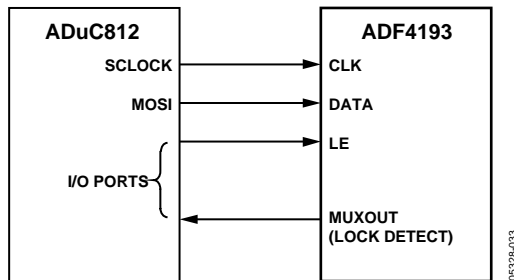 ADuC812
ADF4193
SCLOCK
CLK
MOSI
DATA
LE
I/O PORTS
MUXOUT
(LOCK DETECT)
05328-033